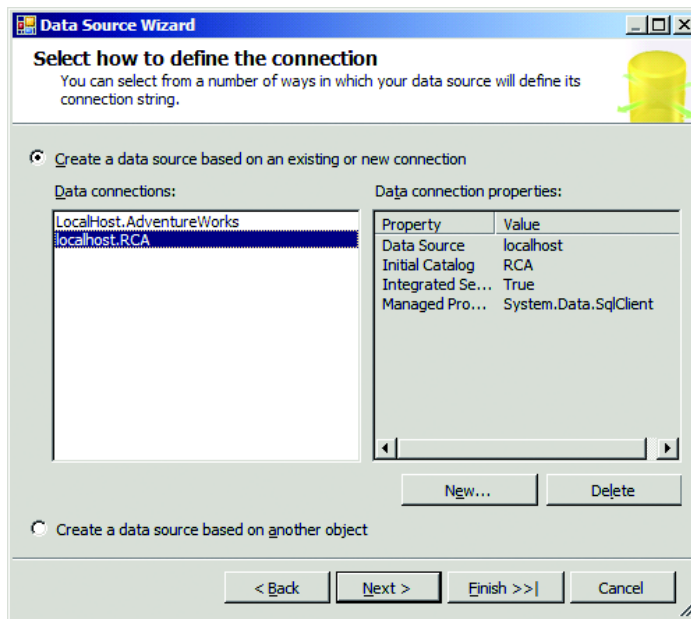 Data Source Wizard
Select how to define the connection
You can select from a number of ways in which your data source will define its
connection string.
Create a data source based on an existing or new connection
Data connections:
LocalHost.AdventureWorks
localhost.RCA
Data connection properties:
Property Value
Data Source localhost
Initial Catalog RCA
Integrated Se... True
Managed Pro... System.Data.SqlClient
New... Delete
Create a data source based on another object
< Back Next > Finish >>| Cancel